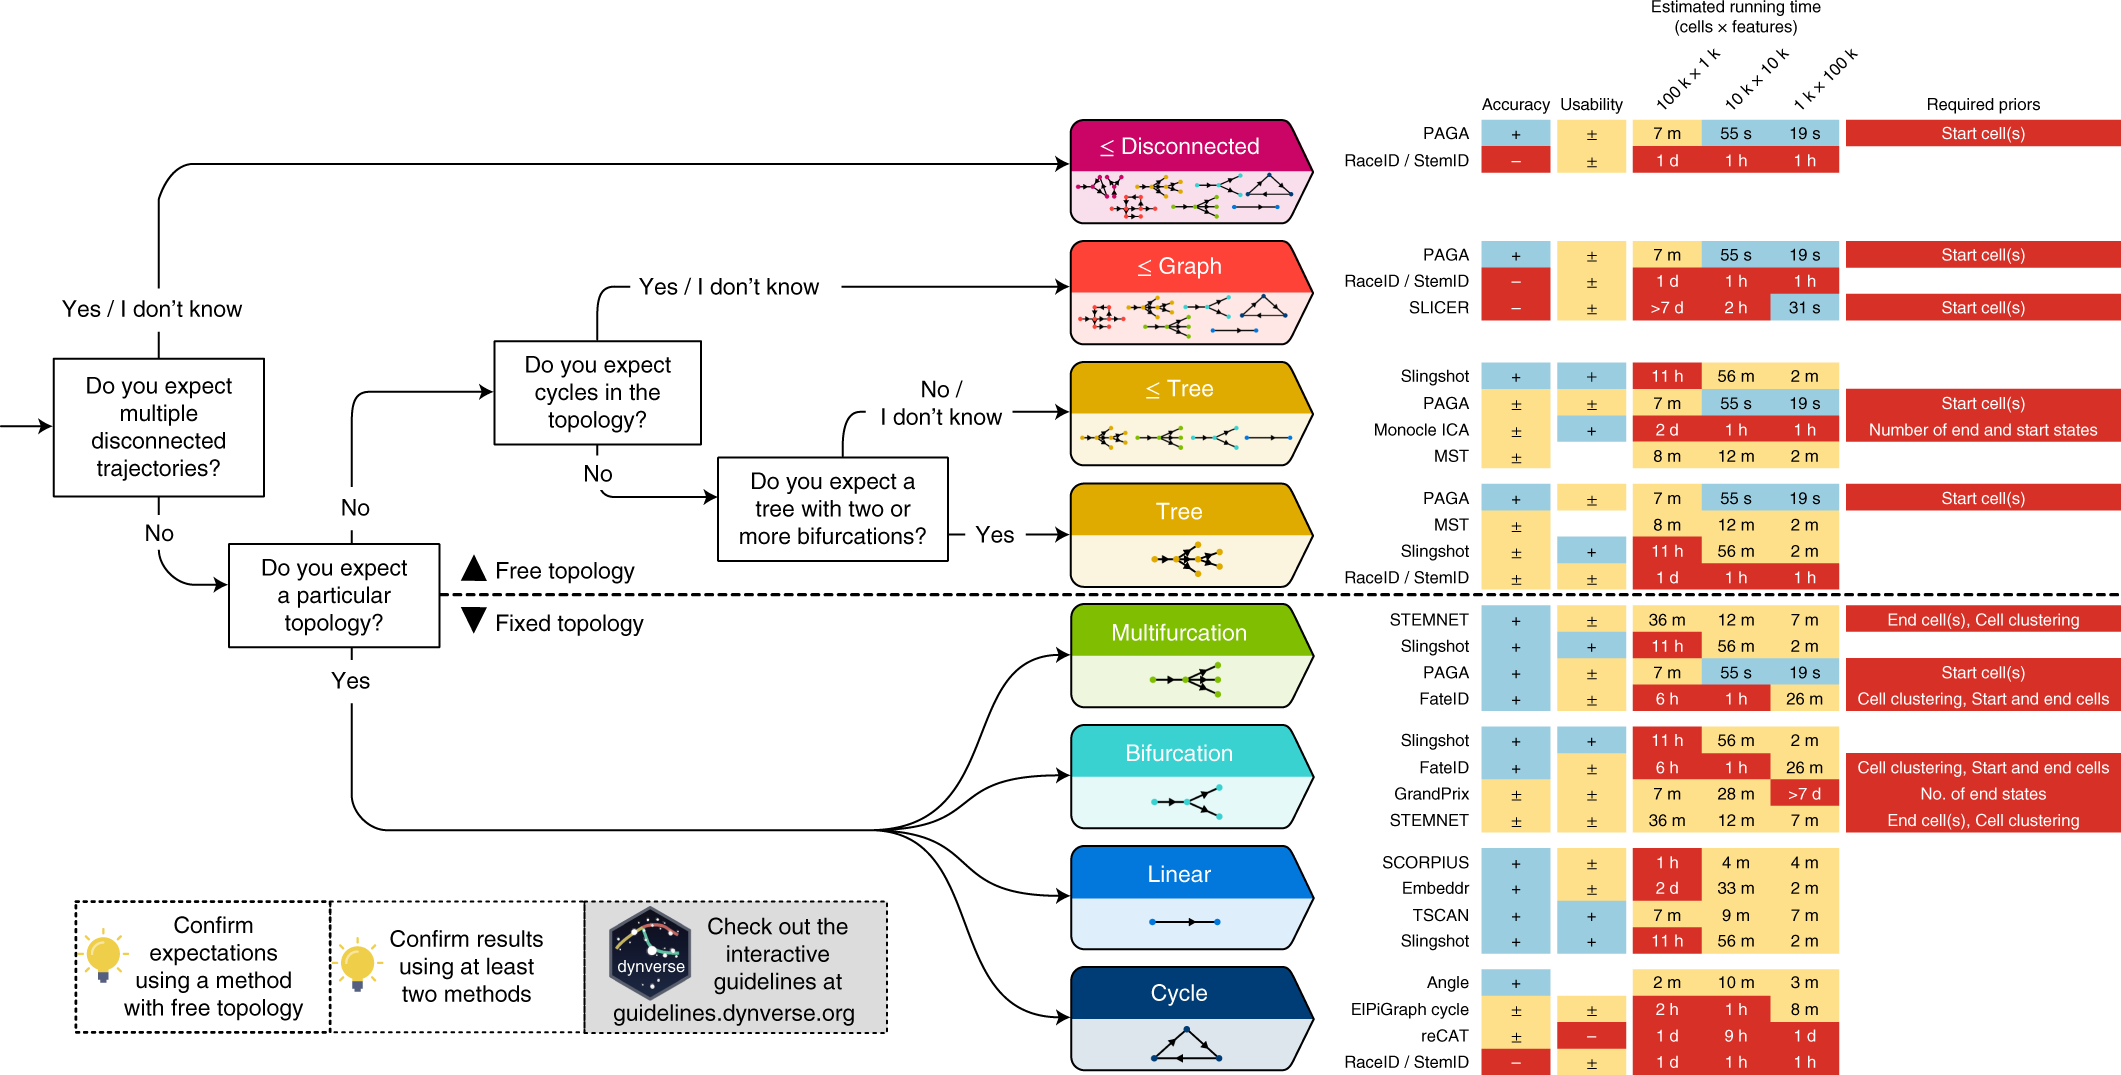 Estimated running time
(cells × features)
Accuracy Usability 100 k × 1 k 10 k × 10 k 1 k × 100 k Required priors
≤ Disconnected
PAGA + ± 7 m 55 s 19 s Start cell(s)
RaceID / StemID – ± 1 d 1 h 1 h
≤ Graph
PAGA + ± 7 m 55 s 19 s Start cell(s)
RaceID / StemID – ± 1 d 1 h 1 h
SLICER – ± >7 d 2 h 31 s Start cell(s)
≤ Tree
Slingshot + + 11 h 56 m 2 m
PAGA ± ± 7 m 55 s 19 s Start cell(s)
Monocle ICA ± + 2 d 1 h 1 h Number of end and start states
MST ± 8 m 12 m 2 m
Tree
PAGA + ± 7 m 55 s 19 s Start cell(s)
MST ± 8 m 12 m 2 m
Slingshot ± + 11 h 56 m 2 m
RaceID / StemID ± ± 1 d 1 h 1 h
Multifurcation
STEMNET + ± 36 m 12 m 7 m End cell(s), Cell clustering
Slingshot + + 11 h 56 m 2 m
PAGA + ± 7 m 55 s 19 s Start cell(s)
FateID + ± 6 h 1 h 26 m Cell clustering, Start and end cells
Bifurcation
Slingshot + + 11 h 56 m 2 m
FateID + ± 6 h 1 h 26 m Cell clustering, Start and end cells
GrandPrix ± ± 7 m 28 m >7 d No. of end states
STEMNET ± ± 36 m 12 m 7 m End cell(s), Cell clustering
Linear
SCORPIUS + ± 1 h 4 m 4 m
Embeddr + ± 2 d 33 m 2 m
TSCAN + + 7 m 9 m 7 m
Slingshot + + 11 h 56 m 2 m
Cycle
Angle + 2 m 10 m 3 m
ElPiGraph cycle ± ± 2 h 1 h 8 m
reCAT ± – 1 d 9 h 1 d
RaceID / StemID – ± 1 d 1 h 1 h
Yes / I don't know
Do you expect
multiple
disconnected
trajectories?
No
Do you expect
a particular
topology?
No
Yes
Do you expect
cycles in the
topology?
Yes / I don't know
No
Do you expect a
tree with two or
more bifurcations?
No /
I don't know
Yes
▲ Free topology
▼ Fixed topology
Confirm
expectations
using a method
with free topology
Confirm results
using at least
two methods
dynverse
Check out the
interactive
guidelines at
guidelines.dynverse.org